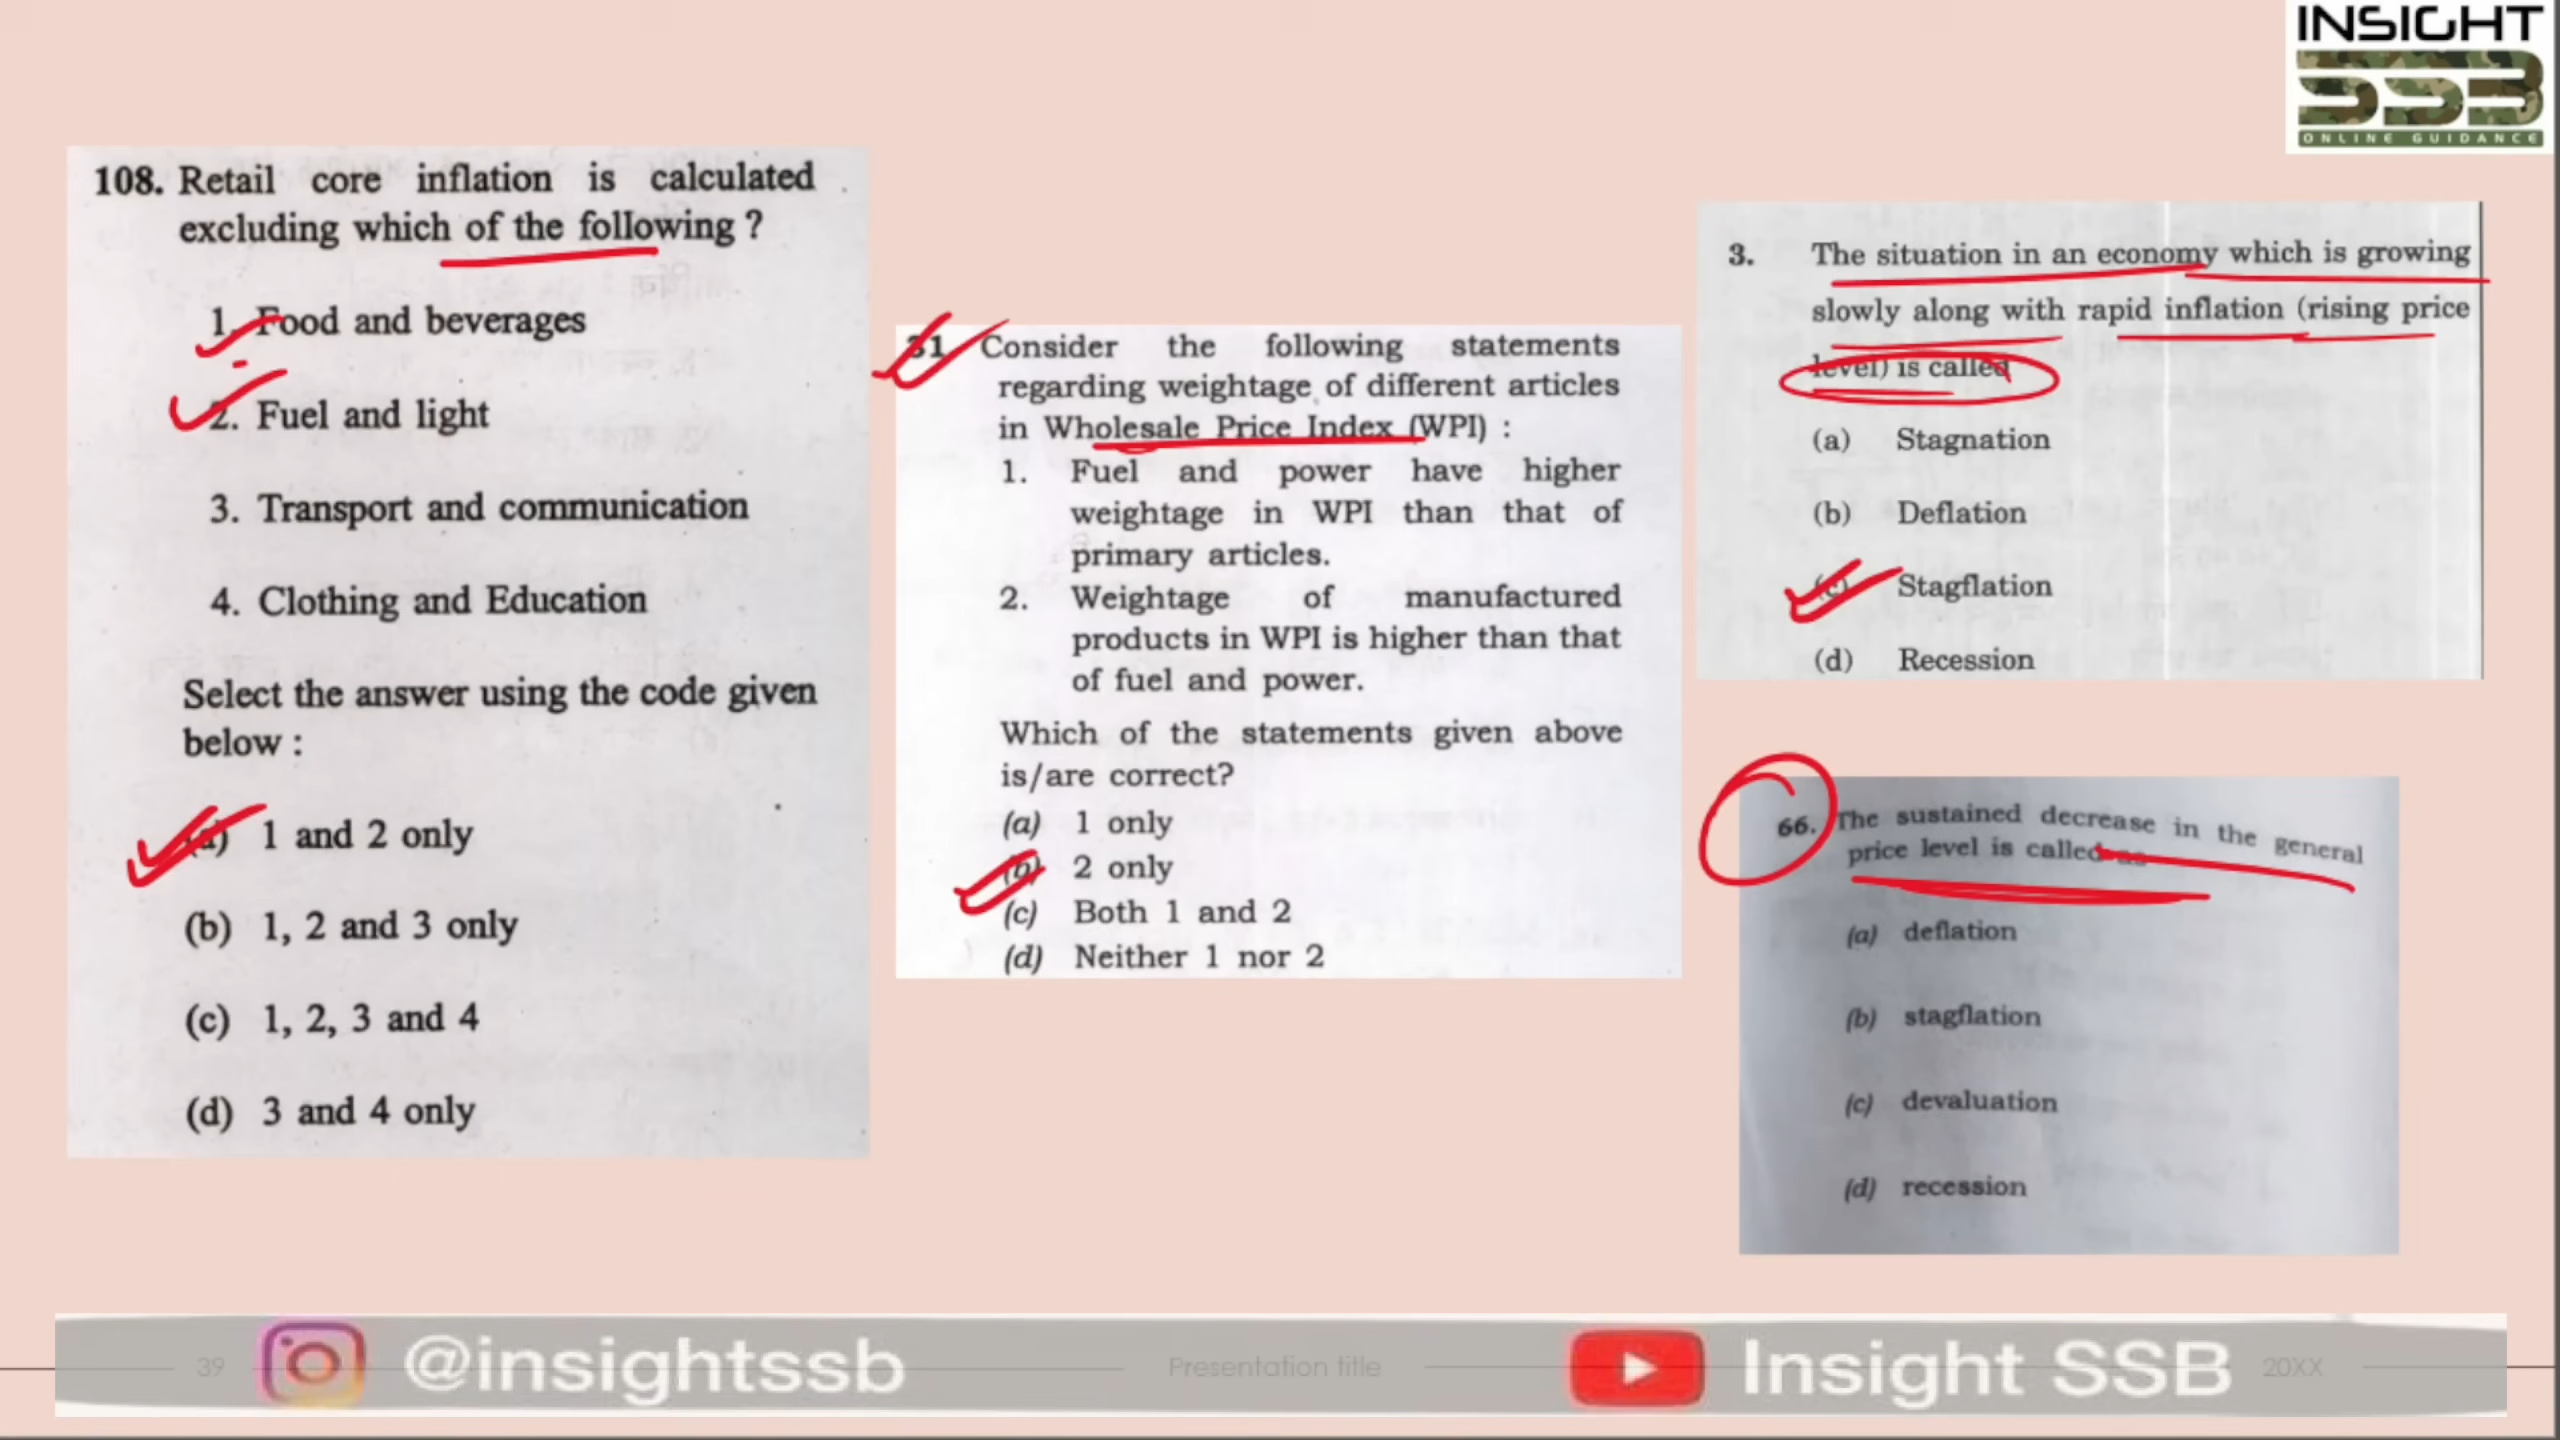 INSIGHT
SSB
ONLINE GUIDANCE
108. Retail core inflation is calculated
excluding which of the following ?
1. Food and beverages
2. Fuel and light
3. Transport and communication
4. Clothing and Education
Select the answer using the code given
below :
(a) 1 and 2 only
(b) 1, 2 and 3 only
(c) 1, 2, 3 and 4
(d) 3 and 4 only
31 Consider the following statements
regarding weightage of different articles
in Wholesale Price Index (WPI) :
1. Fuel and power have higher
weightage in WPI than that of
primary articles.
2. Weightage of manufactured
products in WPI is higher than that
of fuel and power.
Which of the statements given above
is/are correct?
(a) 1 only
(b) 2 only
(c) Both 1 and 2
(d) Neither 1 nor 2
3. The situation in an economy which is growing
slowly along with rapid inflation (rising price
level) is called
(a) Stagnation
(b) Deflation
(c) Stagflation
(d) Recession
66. The sustained decrease in the general
price level is called as
(a) deflation
(b) stagflation
(c) devaluation
(d) recession
39
@insightssb
Presentation title
Insight SSB
20XX